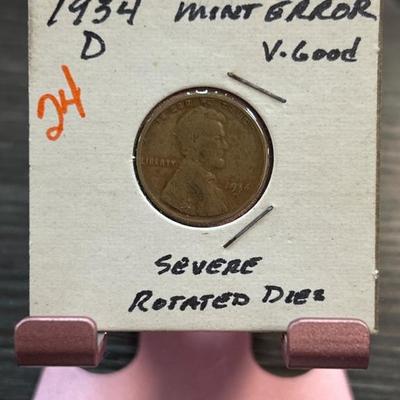 1934 MINT ERROR
D V. Good
24
LIBERTY
1934
SEVERE
ROTATED DIES